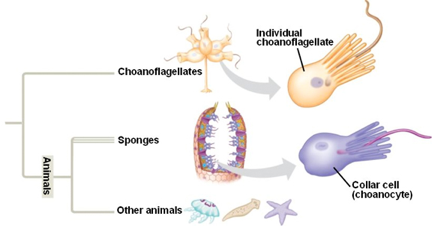 Individual
choanoflagellate
Choanoflagellates
Sponges
Animals
Collar cell
(choanocyte)
Other animals